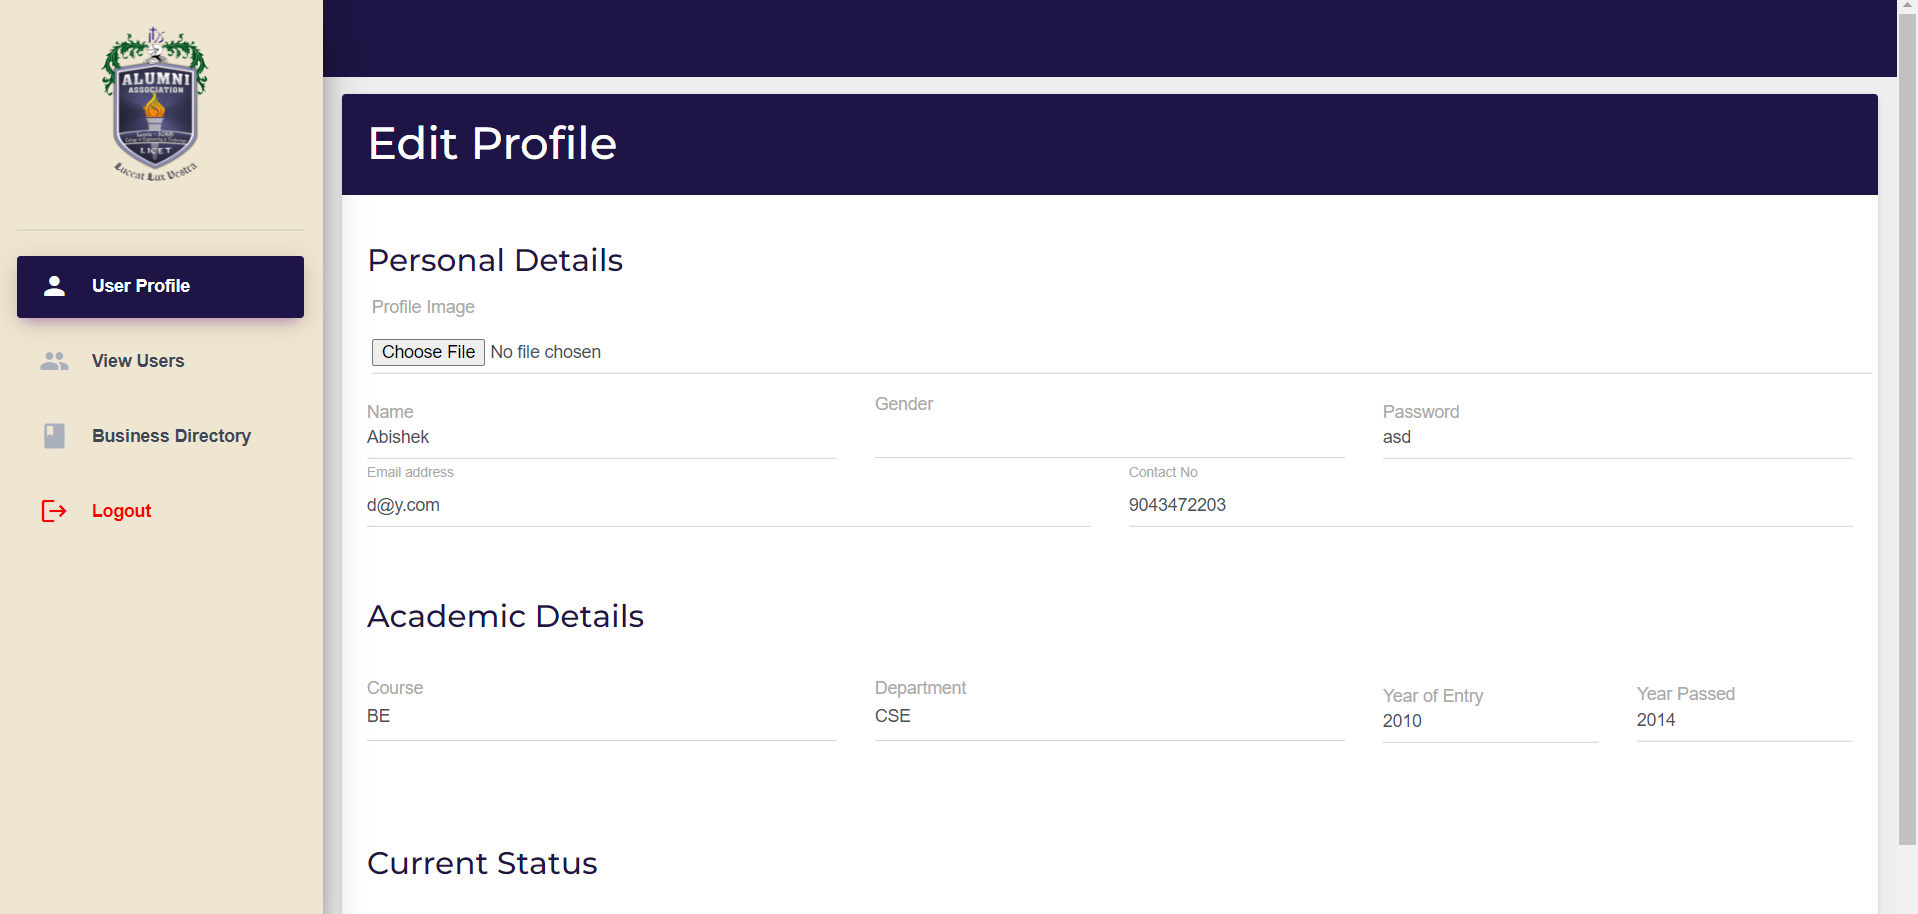 ALUMNI
ASSOCIATION
LICET
Luceat Lux Vestra
User Profile
View Users
Business Directory
Logout
Edit Profile
Personal Details
Profile Image
Choose File No file chosen
Name Gender Password
Abishek asd
Email address Contact No
d@y.com 9043472203
Academic Details
Course Department Year of Entry Year Passed
BE CSE 2010 2014
Current Status